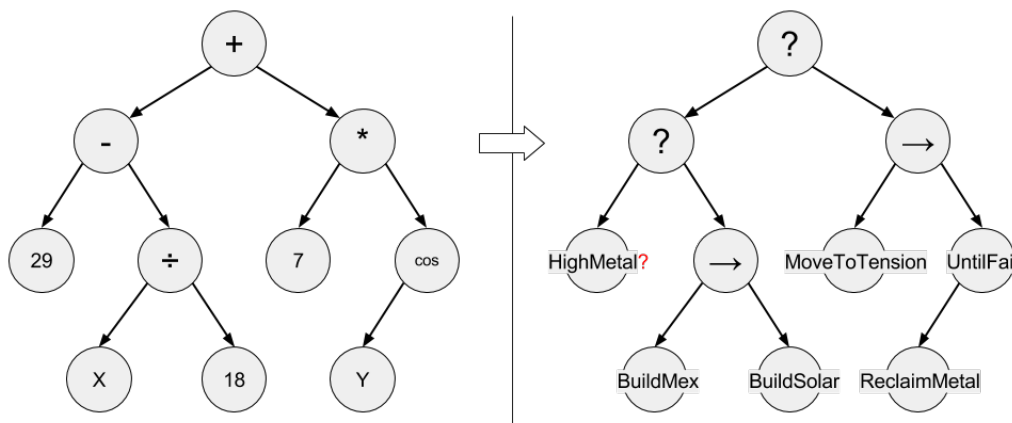 + ?
- * ? →
29 ÷ 7 cos HighMetal? → MoveToTension UntilFai
X 18 Y BuildMex BuildSolar ReclaimMetal